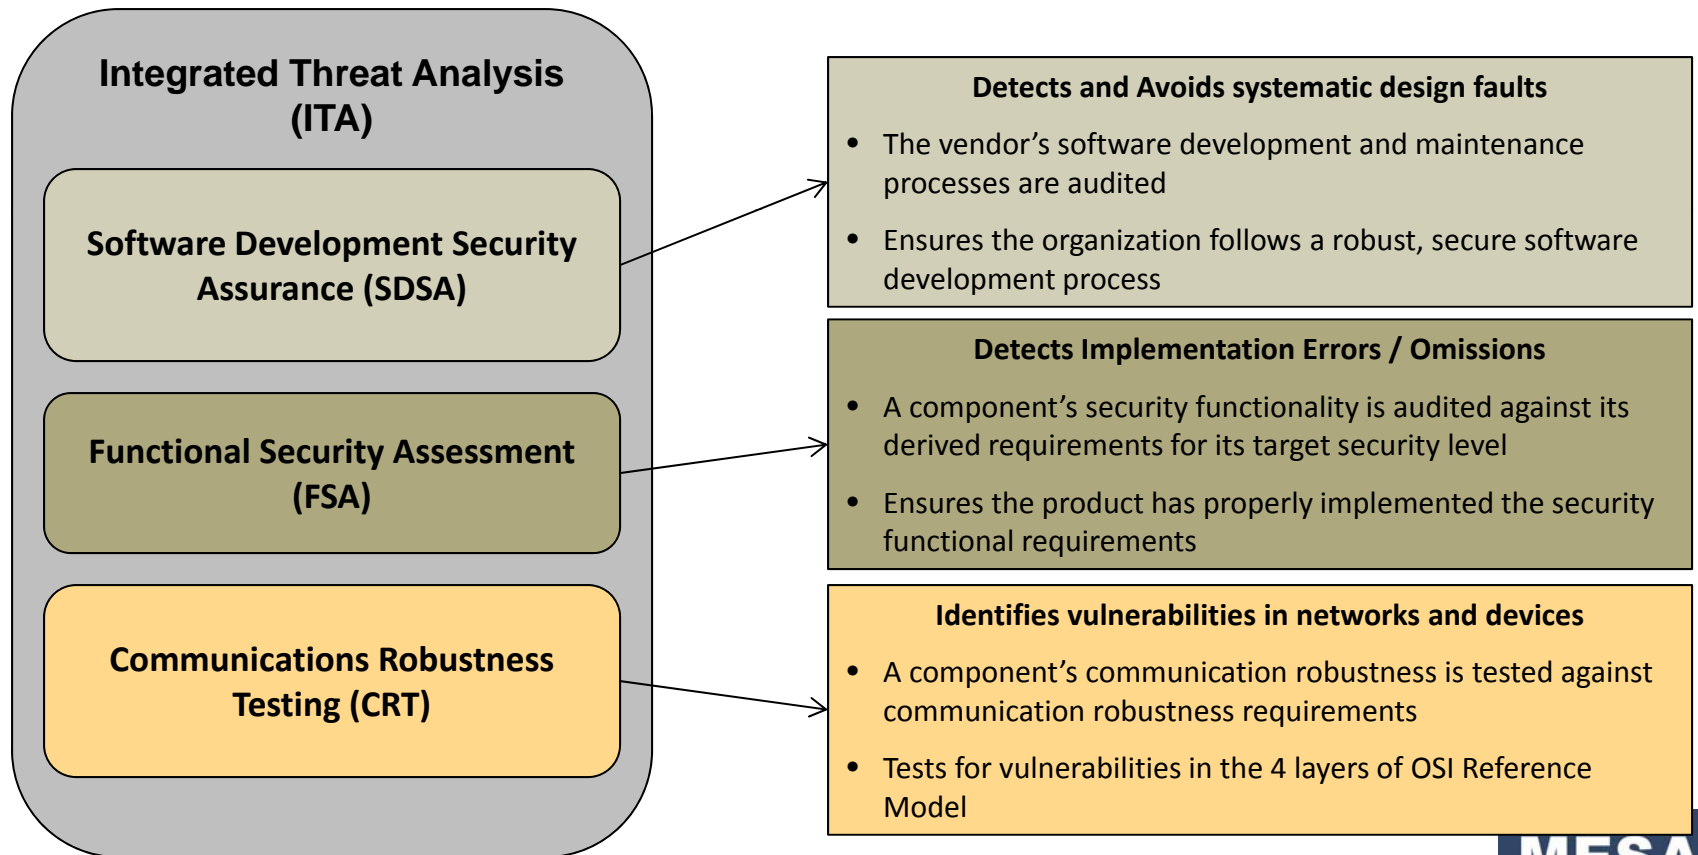 Integrated Threat Analysis
(ITA)
Software Development Security
Assurance (SDSA)
Functional Security Assessment
(FSA)
Communications Robustness
Testing (CRT)
Detects and Avoids systematic design faults
• The vendor’s software development and maintenance
processes are audited
• Ensures the organization follows a robust, secure software
development process
Detects Implementation Errors / Omissions
• A component’s security functionality is audited against its
derived requirements for its target security level
• Ensures the product has properly implemented the security
functional requirements
Identifies vulnerabilities in networks and devices
• A component’s communication robustness is tested against
communication robustness requirements
• Tests for vulnerabilities in the 4 layers of OSI Reference
Model
MESA